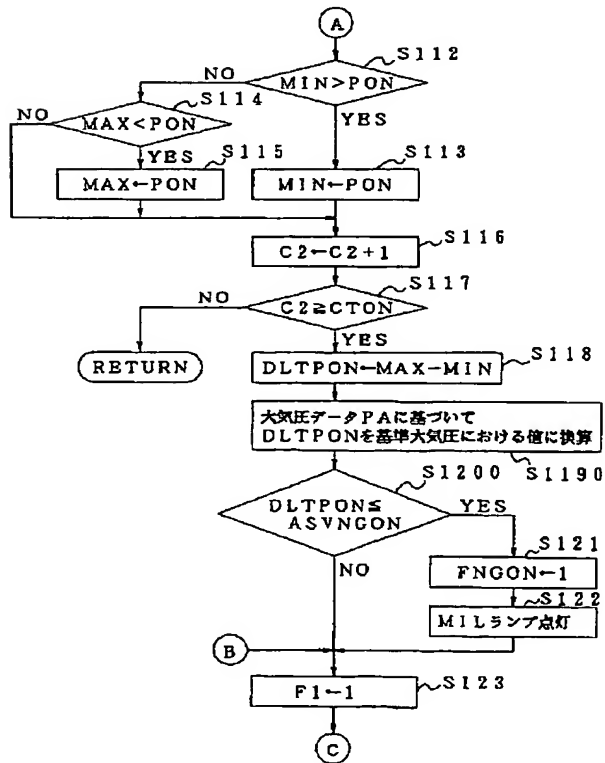 A
S112
MIN>PON
NO
YES
S114
MAX<PON
NO
YES
S115
MAX←PON
S113
MIN←PON
S116
C2←C2+1
S117
C2≧CTON
NO
YES
RETURN
S118
DLTPON←MAX−MIN
大気圧データPAに基づいて
DLTPONを基準大気圧における値に換算
S1190
S1200
DLTPON≦
ASVNGON
YES
NO
S121
FNGON←1
S122
MILランプ点灯
B
S123
F1←1
C